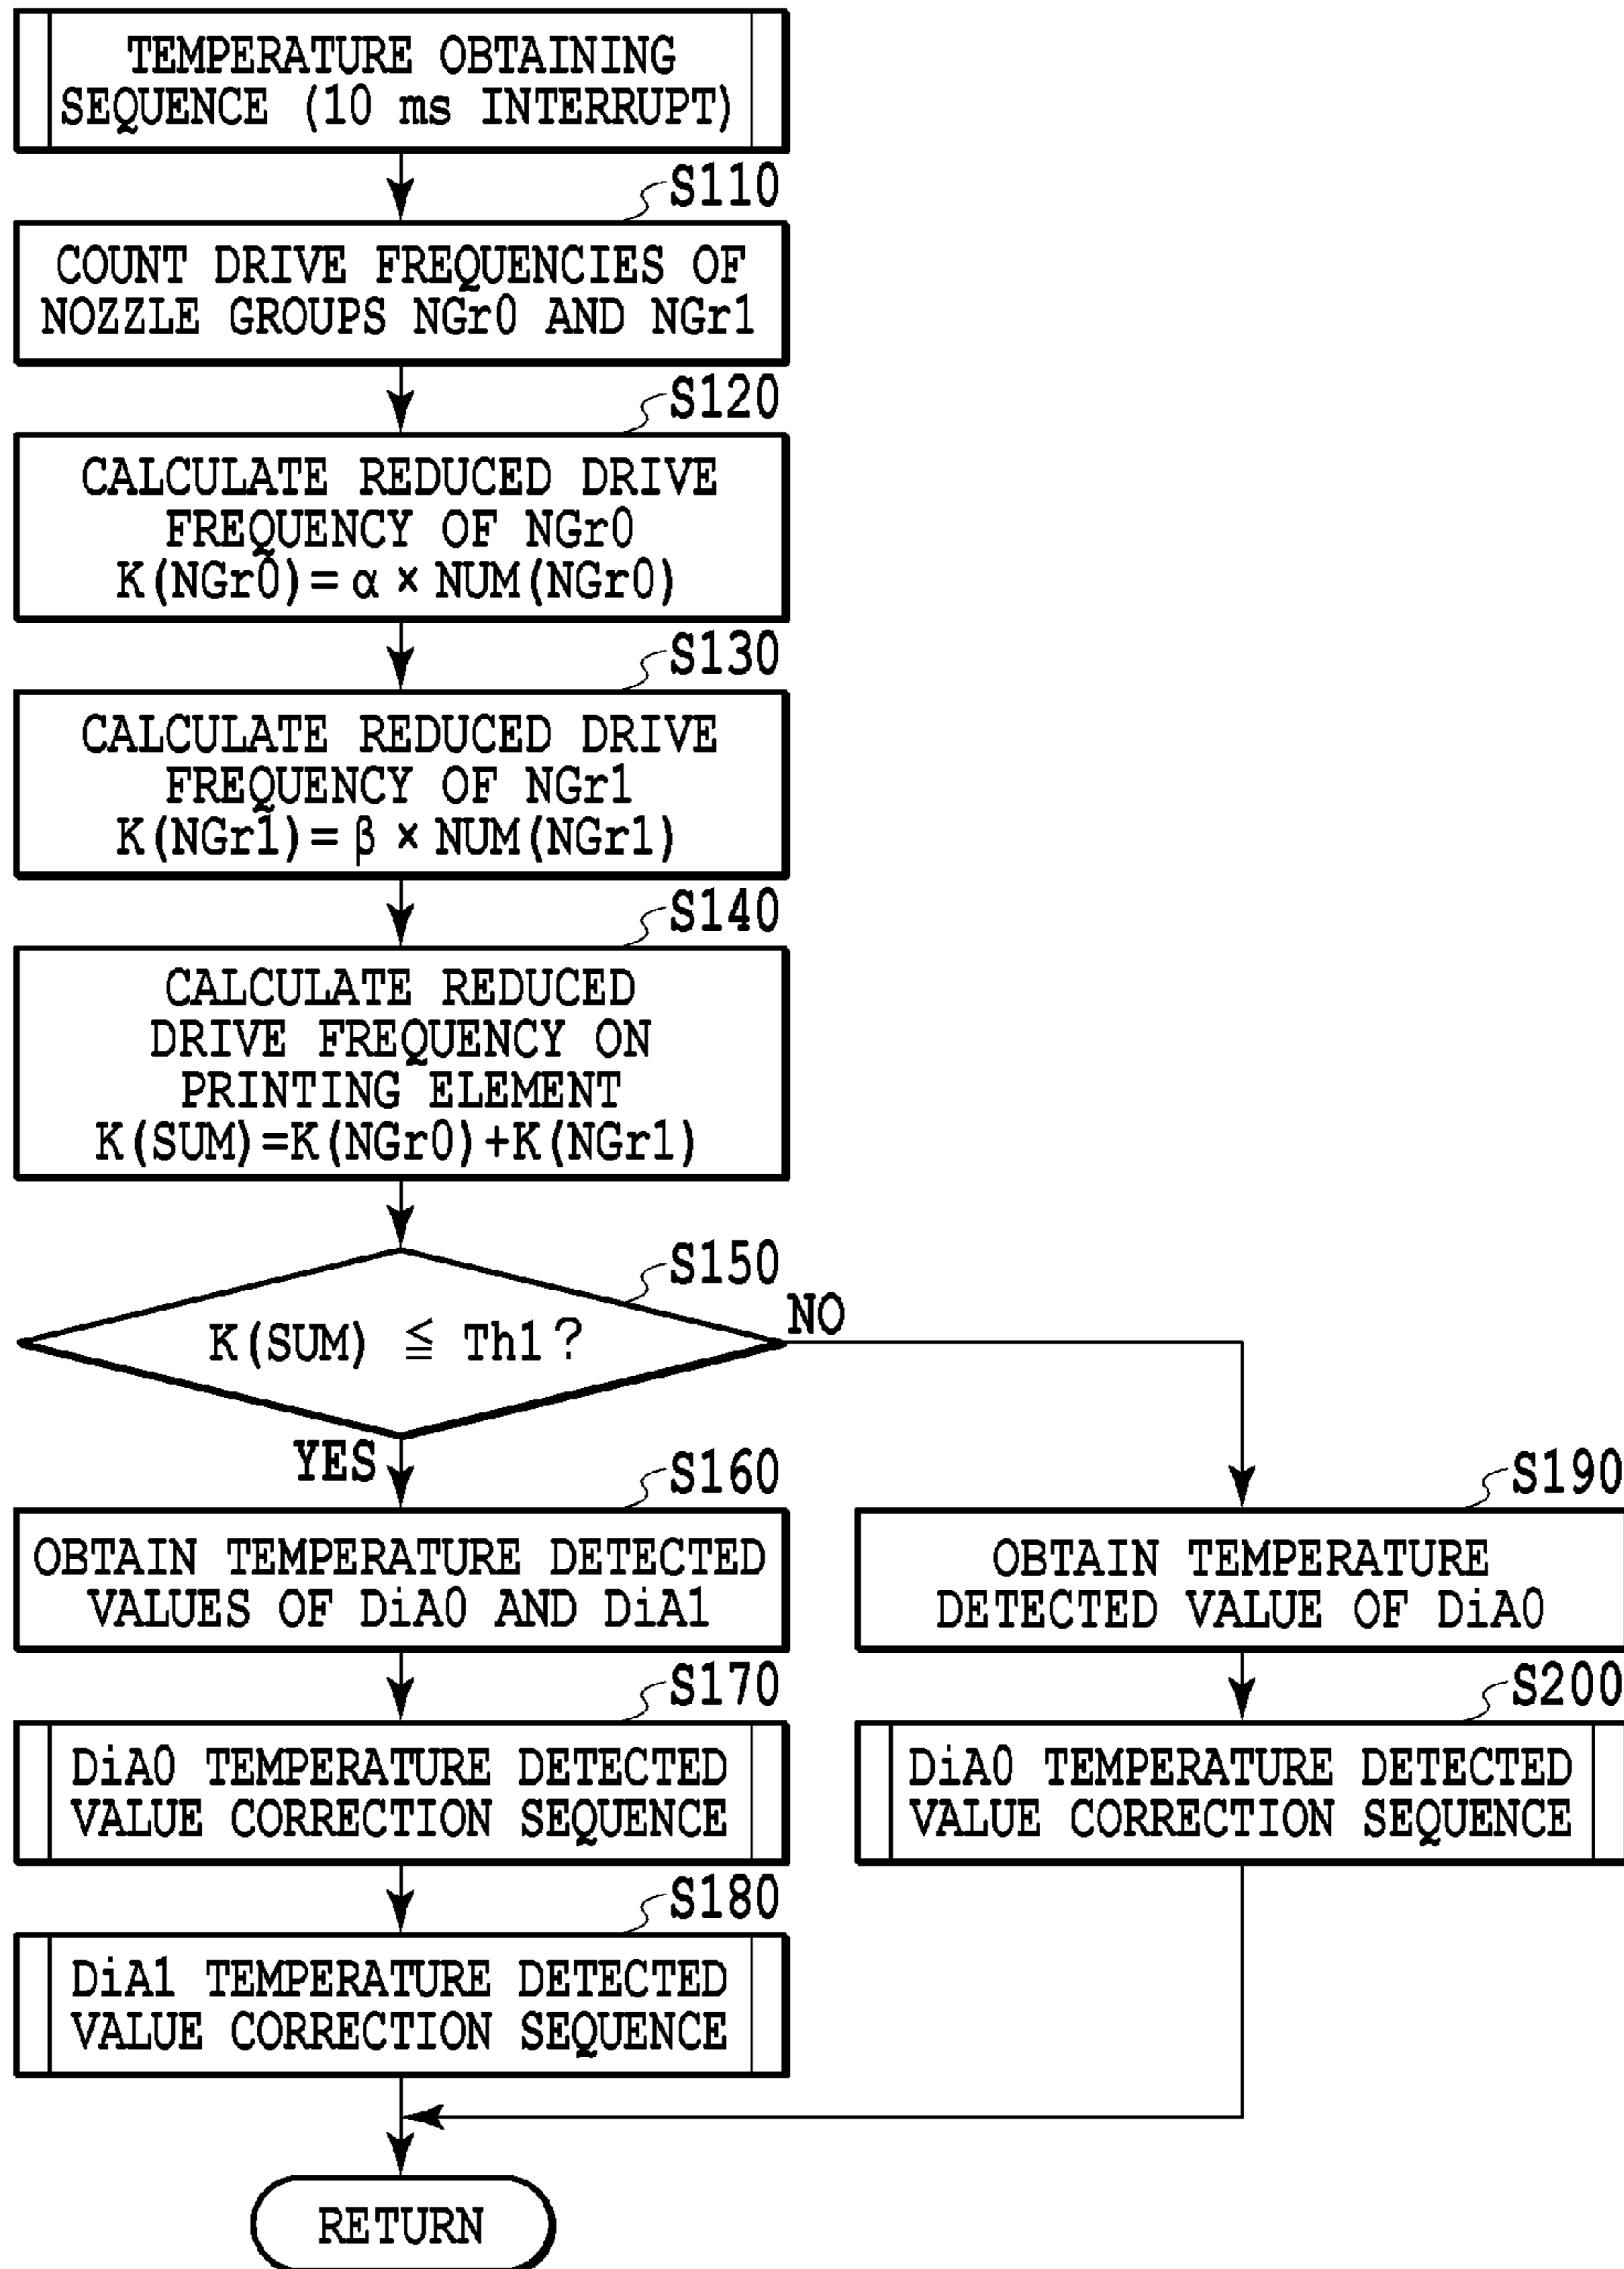 TEMPERATURE OBTAINING
SEQUENCE (10 ms INTERRUPT)
S110
COUNT DRIVE FREQUENCIES OF
NOZZLE GROUPS NGr0 AND NGr1
S120
CALCULATE REDUCED DRIVE
FREQUENCY OF NGr0
K(NGr0)=α×NUM(NGr0)
S130
CALCULATE REDUCED DRIVE
FREQUENCY OF NGr1
K(NGr1)=β×NUM(NGr1)
S140
CALCULATE REDUCED
DRIVE FREQUENCY ON
PRINTING ELEMENT
K(SUM)=K(NGr0)+K(NGr1)
S150
K(SUM) ≦ Th1?
NO
YES
S160
OBTAIN TEMPERATURE DETECTED
VALUES OF DiA0 AND DiA1
S170
DiA0 TEMPERATURE DETECTED
VALUE CORRECTION SEQUENCE
S180
DiA1 TEMPERATURE DETECTED
VALUE CORRECTION SEQUENCE
S190
OBTAIN TEMPERATURE
DETECTED VALUE OF DiA0
S200
DiA0 TEMPERATURE DETECTED
VALUE CORRECTION SEQUENCE
RETURN